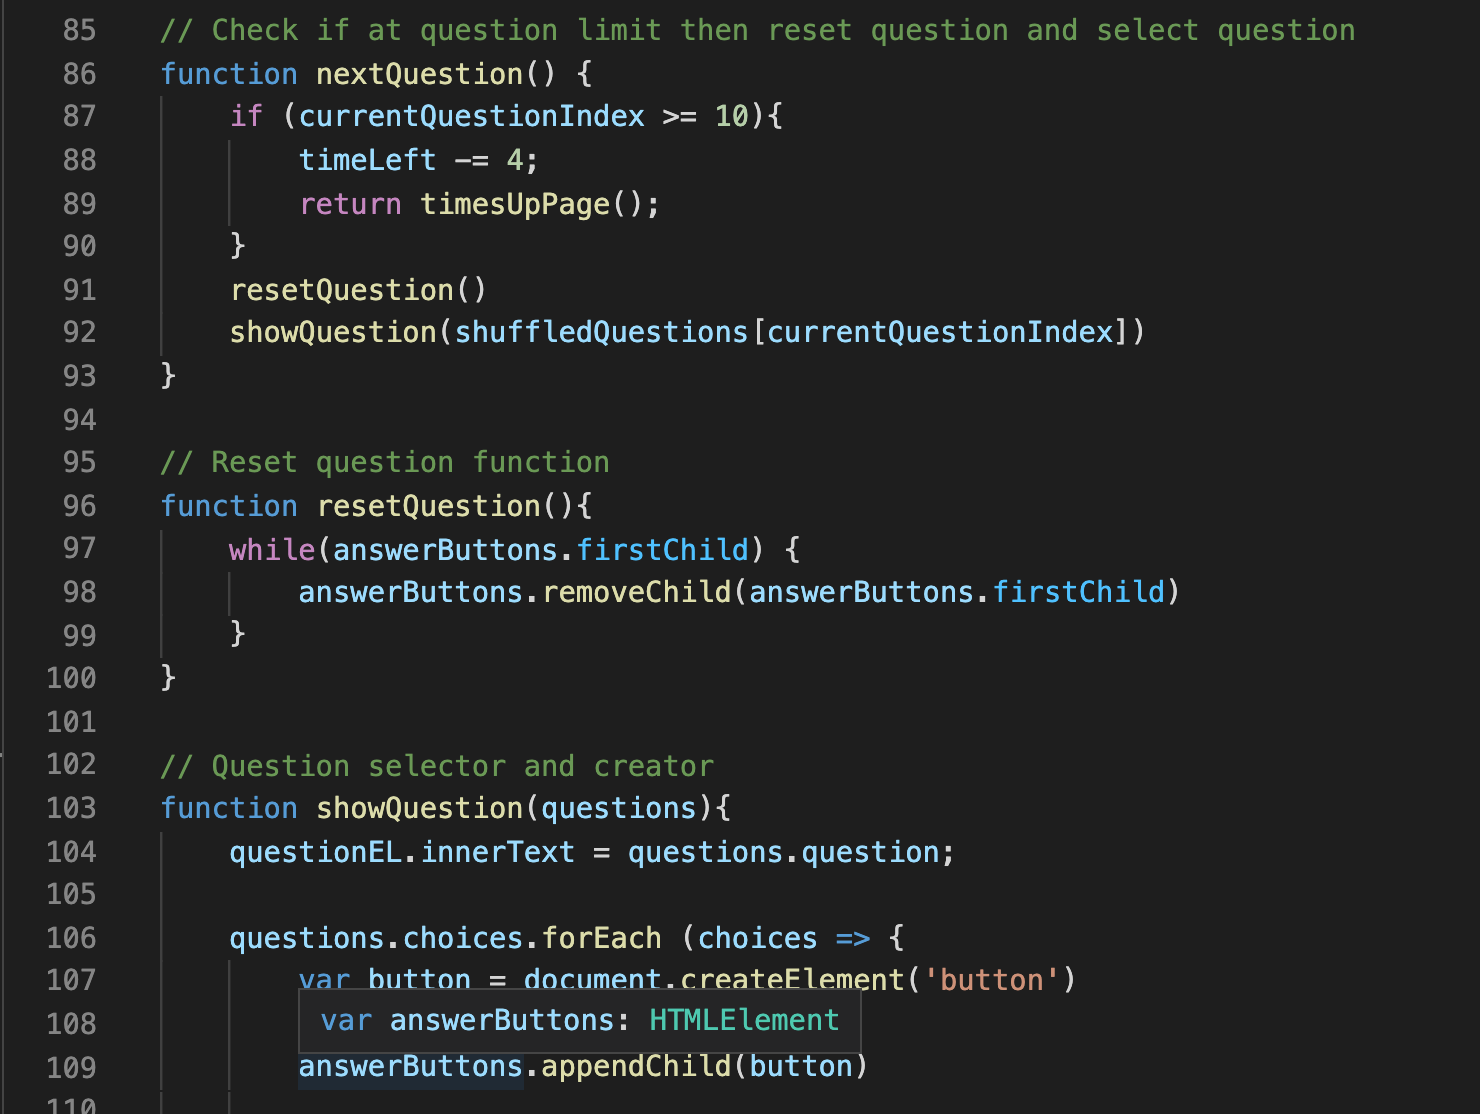 85 // Check if at question limit then reset question and select question
86 function nextQuestion() {
87 if (currentQuestionIndex >= 10){
88 timeLeft -= 4;
89 return timesUpPage();
90 }
91 resetQuestion()
92 showQuestion(shuffledQuestions[currentQuestionIndex])
93 }
94
95 // Reset question function
96 function resetQuestion(){
97 while(answerButtons.firstChild) {
98 answerButtons.removeChild(answerButtons.firstChild)
99 }
100 }
101
102 // Question selector and creator
103 function showQuestion(questions){
104 questionEL.innerText = questions.question;
105
106 questions.choices.forEach (choices => {
107 var button = document.createElement('button')
108 var answerButtons: HTMLElement
109 answerButtons.appendChild(button)
110